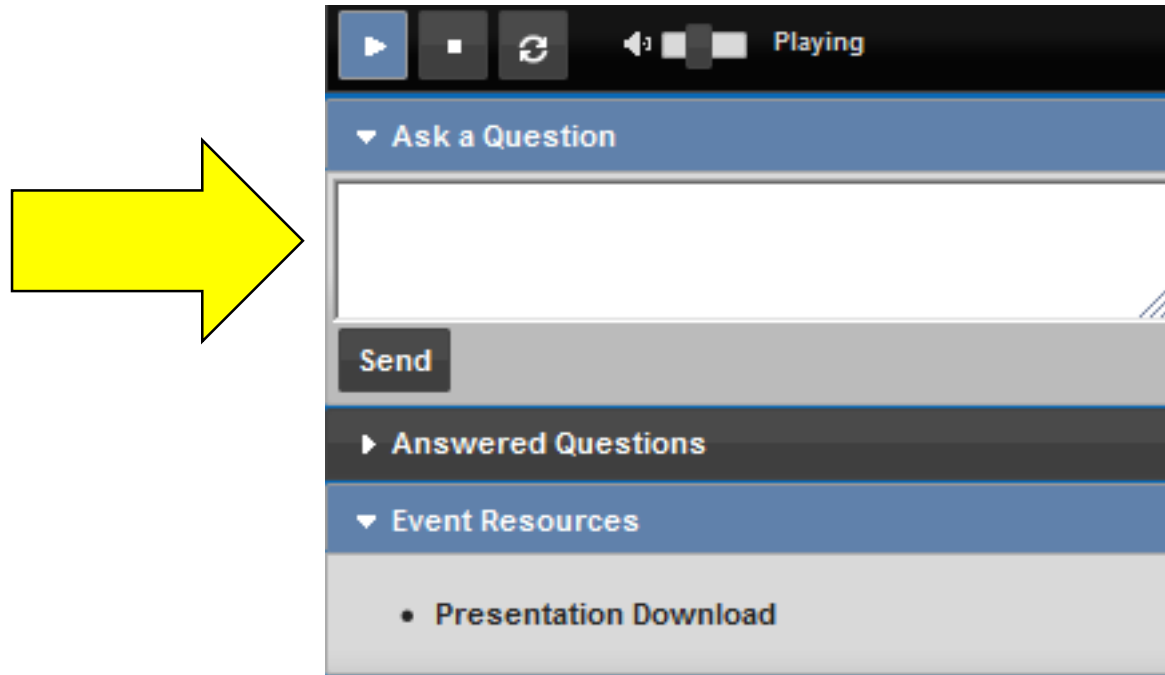 Playing
Ask a Question
Send
Answered Questions
Event Resources
• Presentation Download